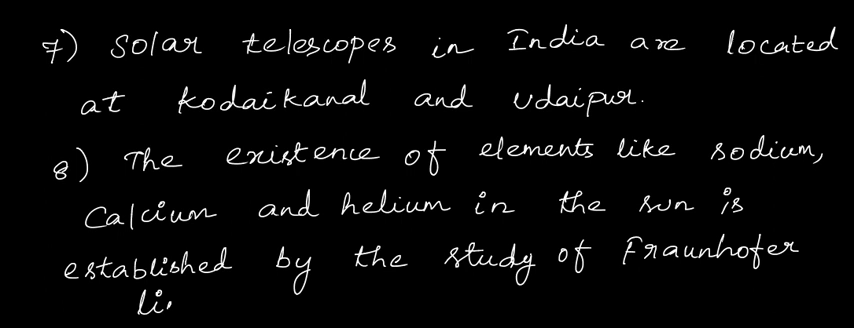 7) Solar telescopes in India are located
at Kodaikanal and Udaipur.
8) The existence of elements like sodium,
Calcium and helium in the sun is
established by the study of Fraunhofer